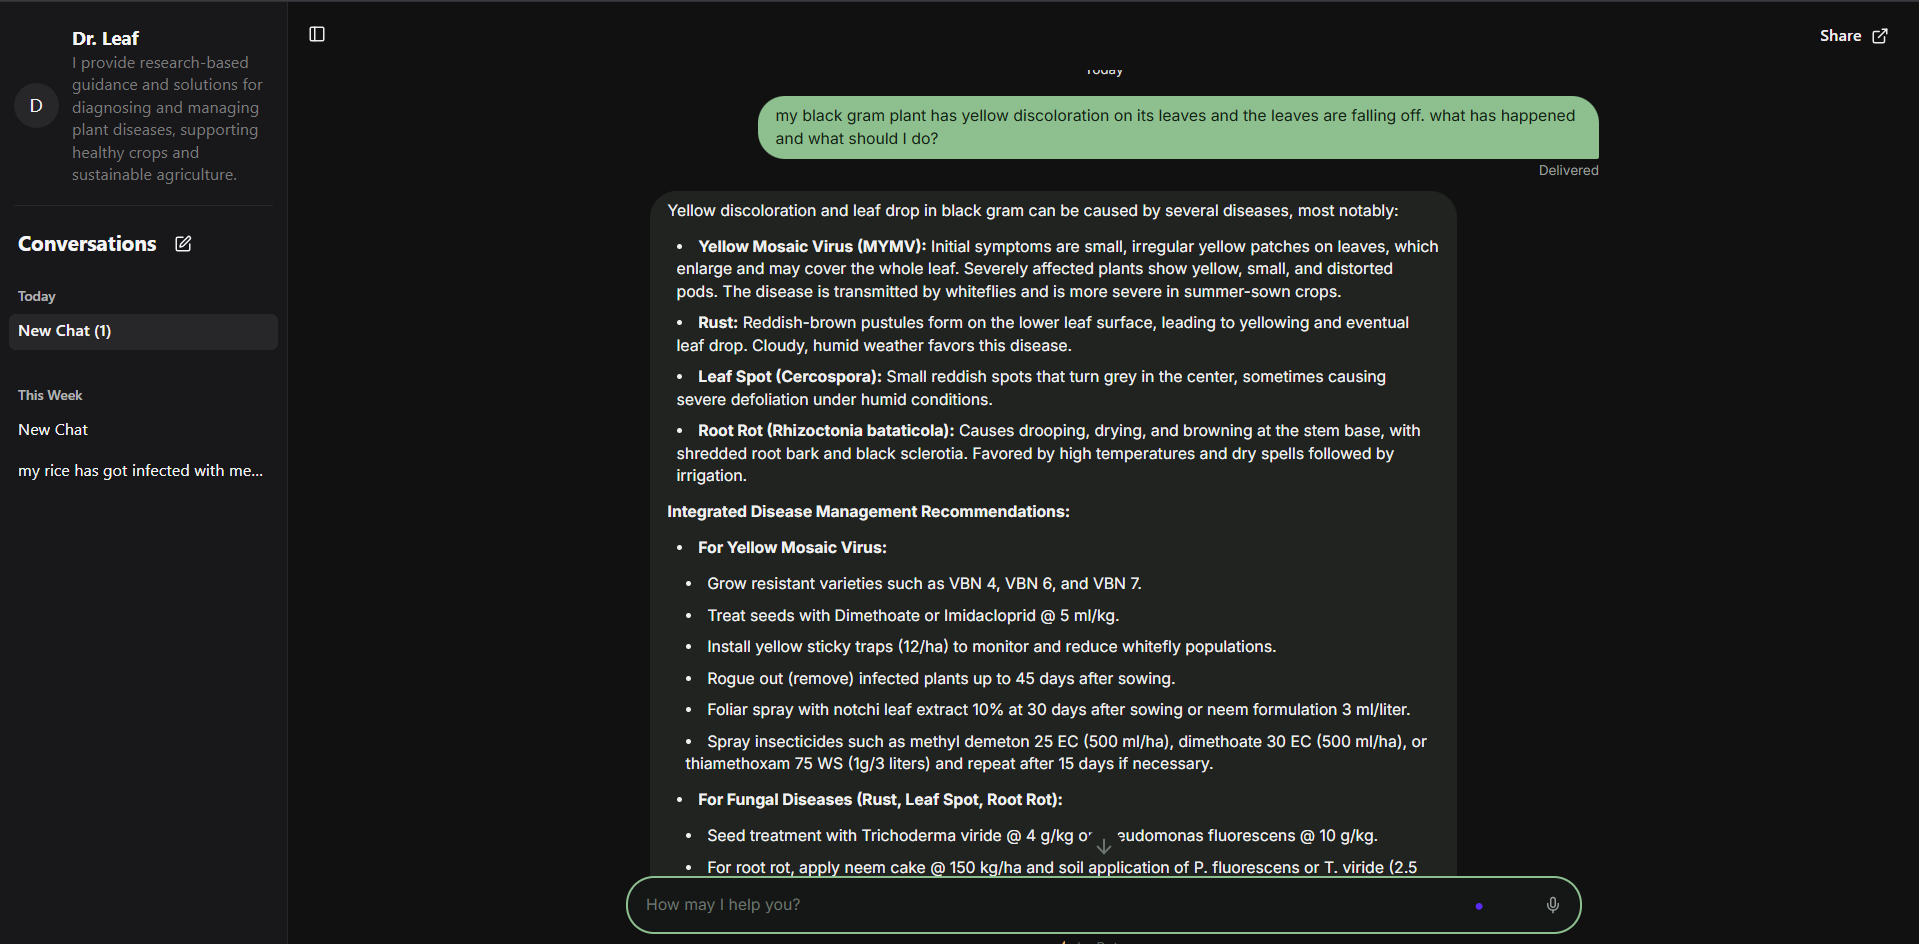 Dr. Leaf
I provide research-based
guidance and solutions for
diagnosing and managing
plant diseases, supporting
healthy crops and
sustainable agriculture.
D
Conversations
Today
New Chat (1)
This Week
New Chat
my rice has got infected with me...
Share
Today
my black gram plant has yellow discoloration on its leaves and the leaves are falling off. what has happened
and what should I do?
Delivered
Yellow discoloration and leaf drop in black gram can be caused by several diseases, most notably:
• Yellow Mosaic Virus (MYMV): Initial symptoms are small, irregular yellow patches on leaves, which
enlarge and may cover the whole leaf. Severely affected plants show yellow, small, and distorted
pods. The disease is transmitted by whiteflies and is more severe in summer-sown crops.
• Rust: Reddish-brown pustules form on the lower leaf surface, leading to yellowing and eventual
leaf drop. Cloudy, humid weather favors this disease.
• Leaf Spot (Cercospora): Small reddish spots that turn grey in the center, sometimes causing
severe defoliation under humid conditions.
• Root Rot (Rhizoctonia bataticola): Causes drooping, drying, and browning at the stem base, with
shredded root bark and black sclerotia. Favored by high temperatures and dry spells followed by
irrigation.
Integrated Disease Management Recommendations:
• For Yellow Mosaic Virus:
• Grow resistant varieties such as VBN 4, VBN 6, and VBN 7.
• Treat seeds with Dimethoate or Imidacloprid @ 5 ml/kg.
• Install yellow sticky traps (12/ha) to monitor and reduce whitefly populations.
• Rogue out (remove) infected plants up to 45 days after sowing.
• Foliar spray with notchi leaf extract 10% at 30 days after sowing or neem formulation 3 ml/liter.
• Spray insecticides such as methyl demeton 25 EC (500 ml/ha), dimethoate 30 EC (500 ml/ha), or
thiamethoxam 75 WS (1g/3 liters) and repeat after 15 days if necessary.
• For Fungal Diseases (Rust, Leaf Spot, Root Rot):
• Seed treatment with Trichoderma viride @ 4 g/kg or eudomonas fluorescens @ 10 g/kg.
• For root rot, apply neem cake @ 150 kg/ha and soil application of P. fluorescens or T. viride (2.5
How may I help you?